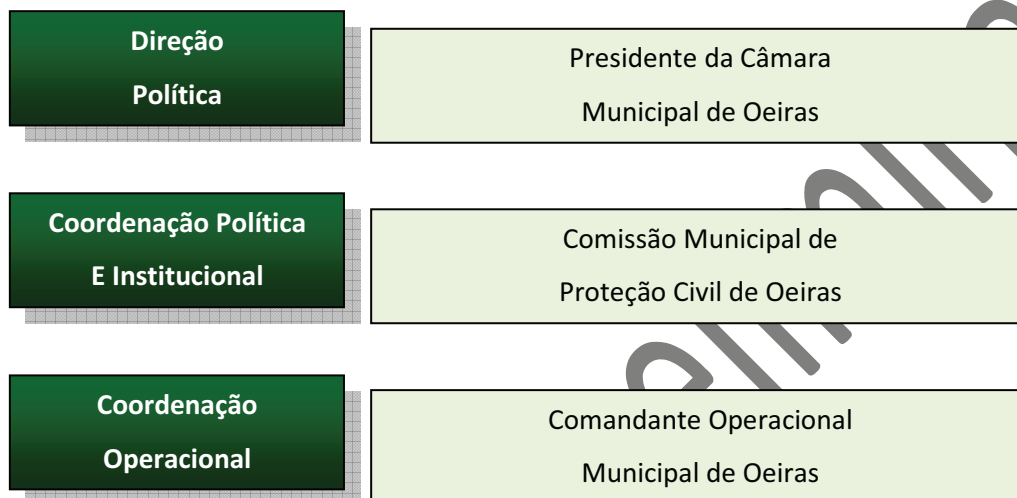 Direção
Política
Presidente da Câmara
Municipal de Oeiras
Coordenação Política
E Institucional
Comissão Municipal de
Proteção Civil de Oeiras
Coordenação
Operacional
Comandante Operacional
Municipal de Oeiras